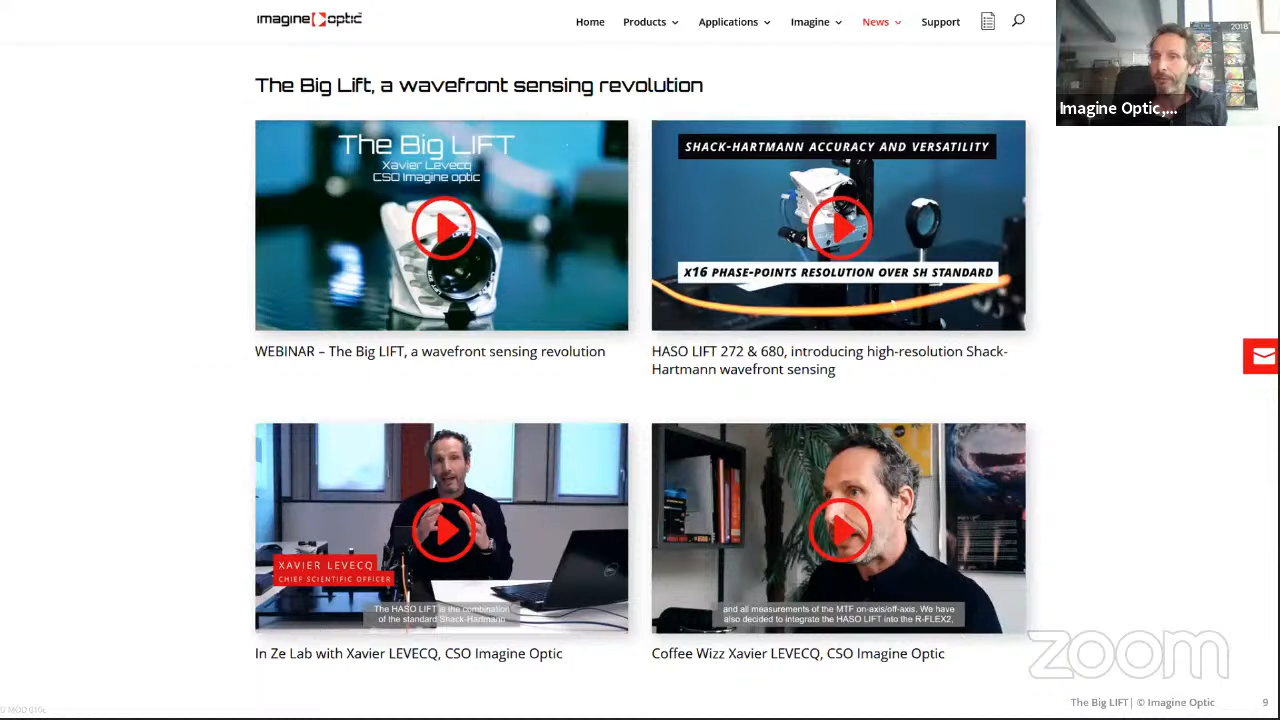 imagine optic
Home Products Applications Imagine News Support
2018
Imagine Optic,...
The Big Lift, a wavefront sensing revolution
The Big LIFT
Xavier Levecq
CSO Imagine optic
SHACK-HARTMANN ACCURACY AND VERSATILITY
X16 PHASE-POINTS RESOLUTION OVER SH STANDARD
WEBINAR – The Big LIFT, a wavefront sensing revolution
HASO LIFT 272 & 680, introducing high-resolution Shack-
Hartmann wavefront sensing
XAVIER LEVECQ
CHIEF SCIENTIFIC OFFICER
The HASO LIFT is the combination
of the standard Shack-Hartmann
and all measurements of the MTF on-axis/off-axis. We have
also decided to integrate the HASO LIFT into the R-FLEX2,
In Ze Lab with Xavier LEVECQ, CSO Imagine Optic
Coffee Wizz Xavier LEVECQ, CSO Imagine Optic
zoom
The Big LIFT| © Imagine Optic 9